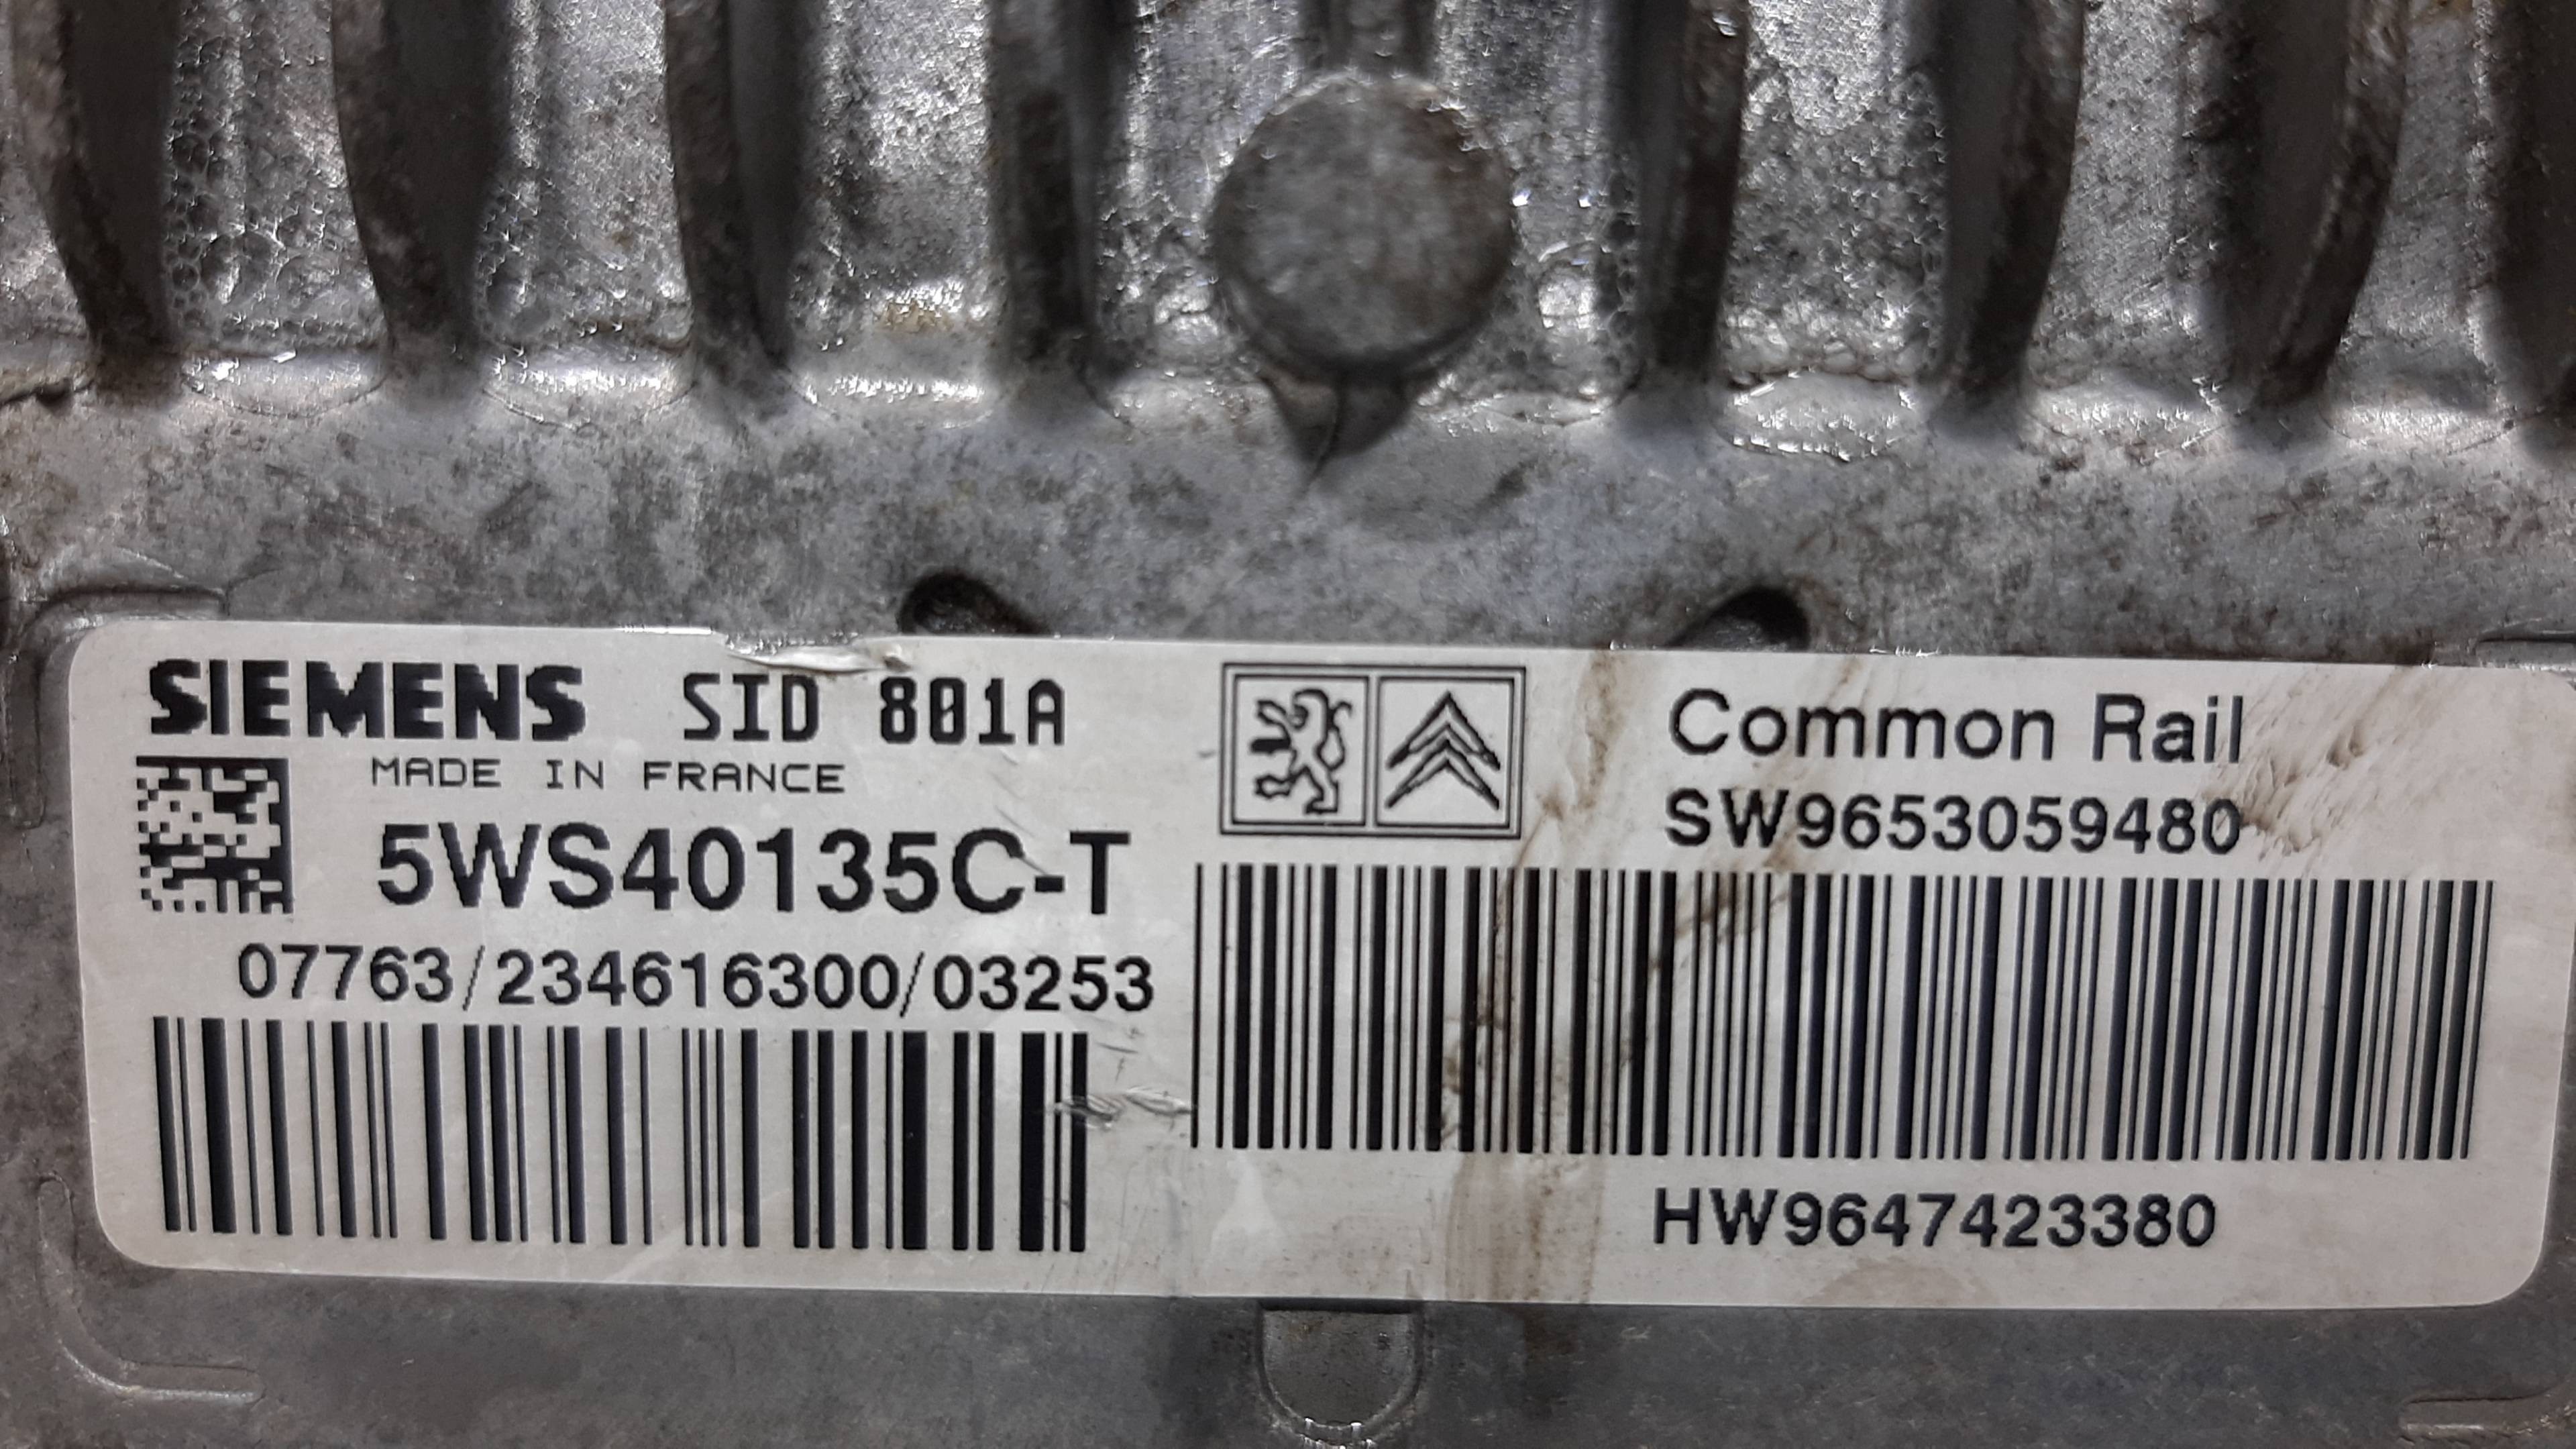 SIEMENS SID 801A
MADE IN FRANCE
5WS40135C-T
07763/234616300/03253
Common Rail
SW9653059480
HW9647423380